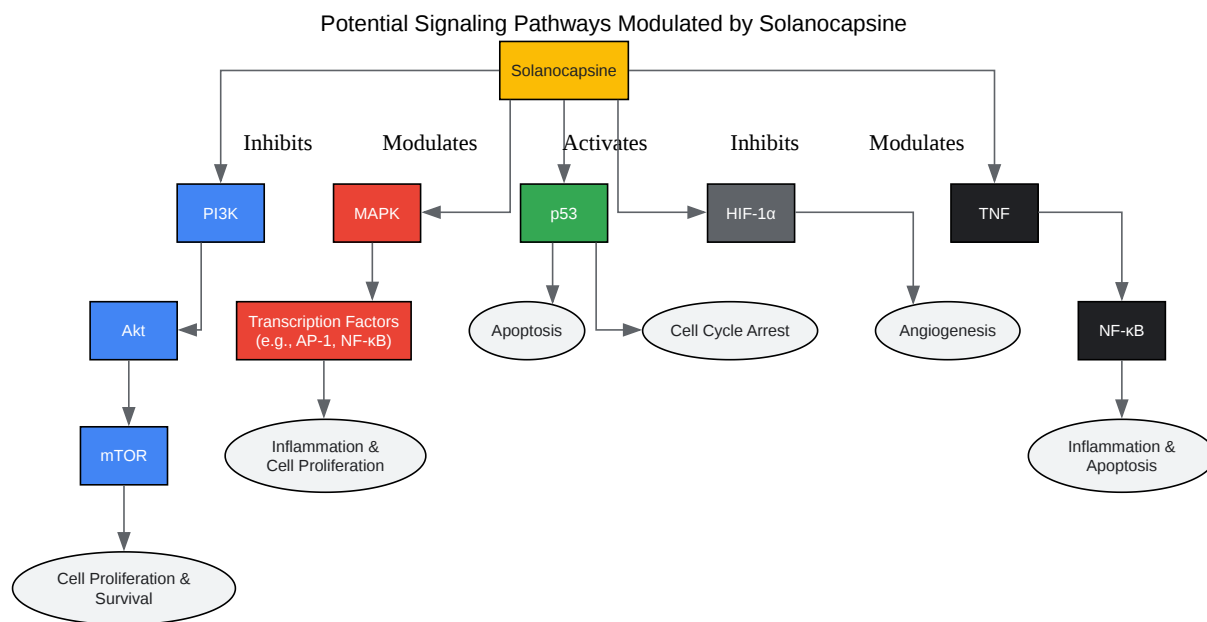 Potential Signaling Pathways Modulated by Solanocapsine
Solanocapsine
Inhibits
Modulates
Activates
Inhibits
Modulates
PI3K
MAPK
p53
HIF-1α
TNF
Akt
Transcription Factors
(e.g., AP-1, NF-κB)
Apoptosis
Cell Cycle Arrest
Angiogenesis
NF-κB
mTOR
Inflammation &
Cell Proliferation
Inflammation &
Apoptosis
Cell Proliferation &
Survival